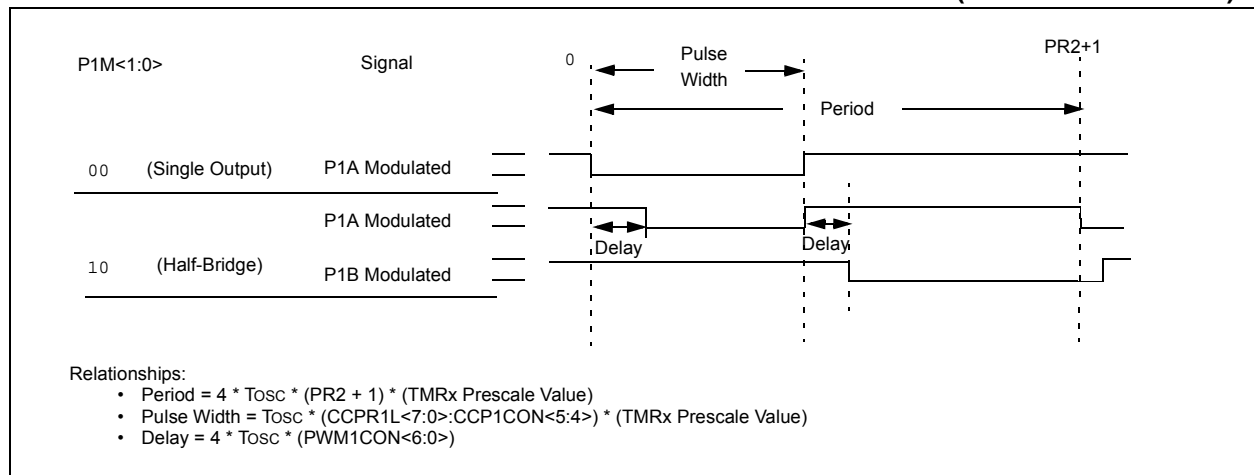 P1M<1:0> Signal 0 Pulse Width PR2+1
Period
00 (Single Output) P1A Modulated
P1A Modulated
Delay Delay
10 (Half-Bridge) P1B Modulated
Relationships:
• Period = 4 * TOSC * (PR2 + 1) * (TMRx Prescale Value)
• Pulse Width = TOSC * (CCPR1L<7:0>:CCP1CON<5:4>) * (TMRx Prescale Value)
• Delay = 4 * TOSC * (PWM1CON<6:0>)